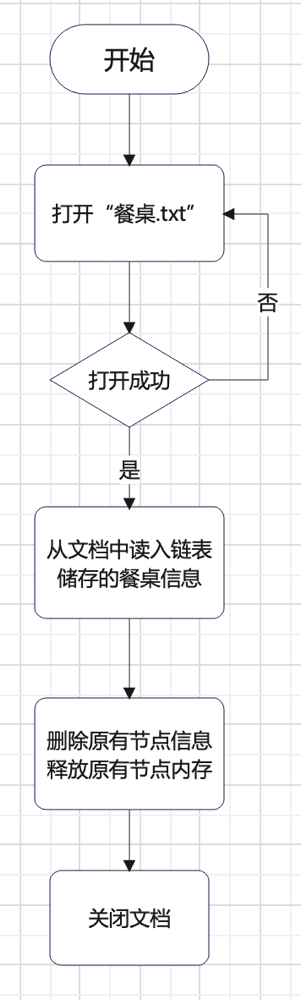 开始
打开“餐桌.txt”
否
打开成功
是
从文档中读入链表
储存的餐桌信息
删除原有节点信息
释放原有节点内存
关闭文档